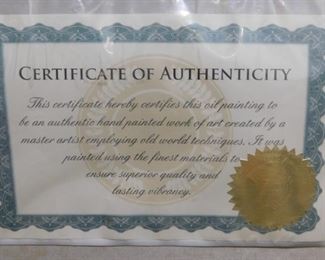 CERTIFICATE OF AUTHENTICITY
This certificate hereby certifies this oil painting to
be an authentic hand painted work of art created by a
master artist employing old world techniques. It was
painted using the finest materials to
ensure superior quality and
lasting vibrancy.